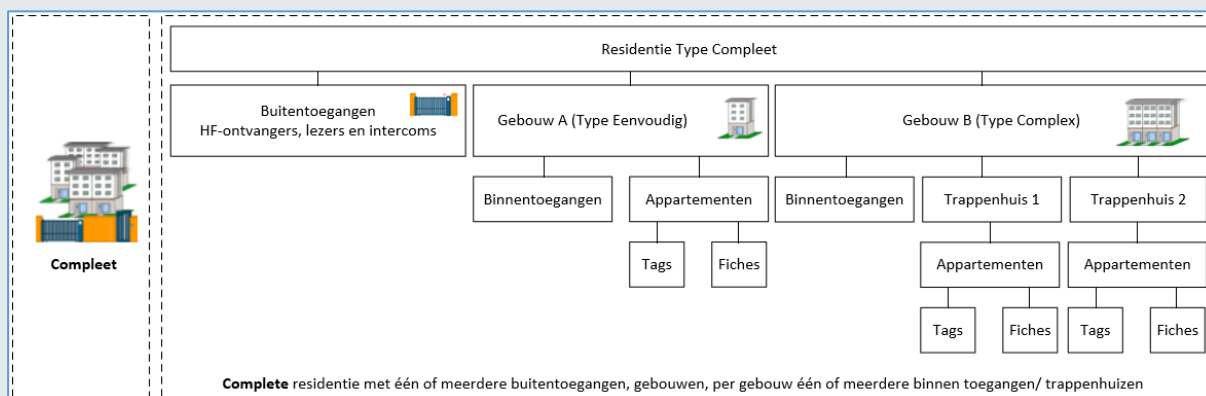 Residentie Type Compleet
Buitentoegangen
HF-ontvangers, lezers en intercoms
Gebouw A (Type Eenvoudig)
Gebouw B (Type Complex)
Binnentoegangen
Appartementen
Binnentoegangen
Trappenhuis 1
Trappenhuis 2
Tags
Fiches
Appartementen
Appartementen
Tags
Fiches
Tags
Fiches
Compleet
Complete residentie met één of meerdere buitentoegangen, gebouwen, per gebouw één of meerdere binnen toegangen/ trappenhuizen